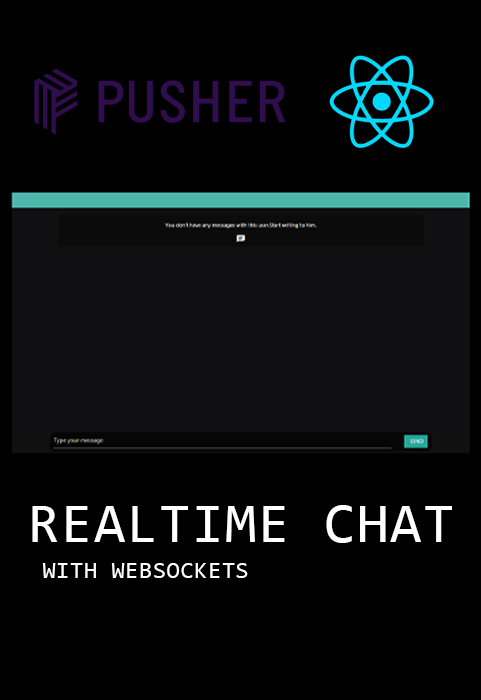 PUSHER
You don't have any messages with this user.Start writing to him.
Type your message
SEND
REALTIME CHAT
WITH WEBSOCKETS